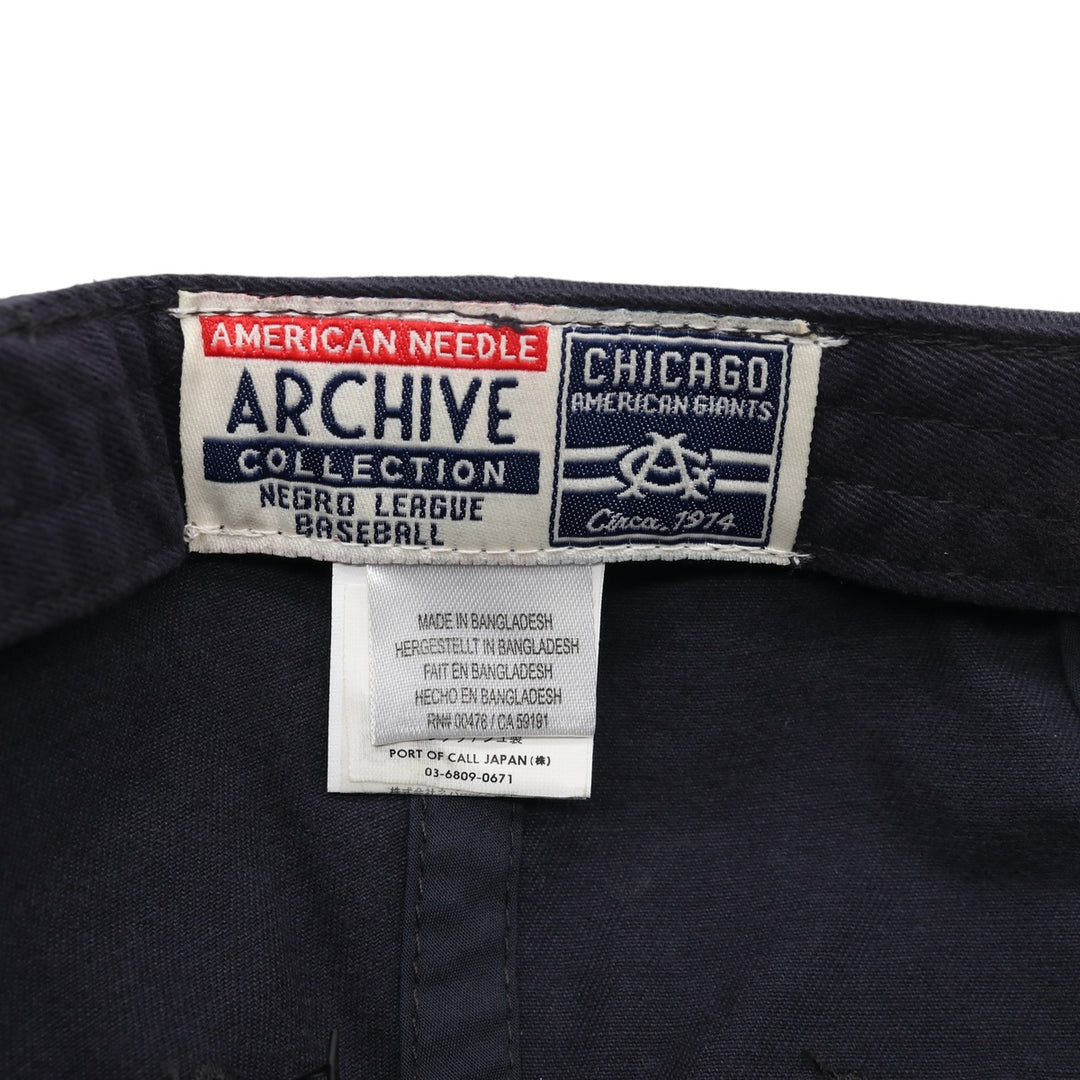 AMERICAN NEEDLE
ARCHIVE
COLLECTION
NEGRO LEAGUE
BASEBALL
CHICAGO
AMERICAN GIANTS
CAG
Circa. 1914
MADE IN BANGLADESH
HERGESTELLT IN BANGLADESH
FAIT EN BANGLADESH
HECHO EN BANGLADESH
RN# 00476 / CA 59191
PORT OF CALL JAPAN (株)
03-6809-0671